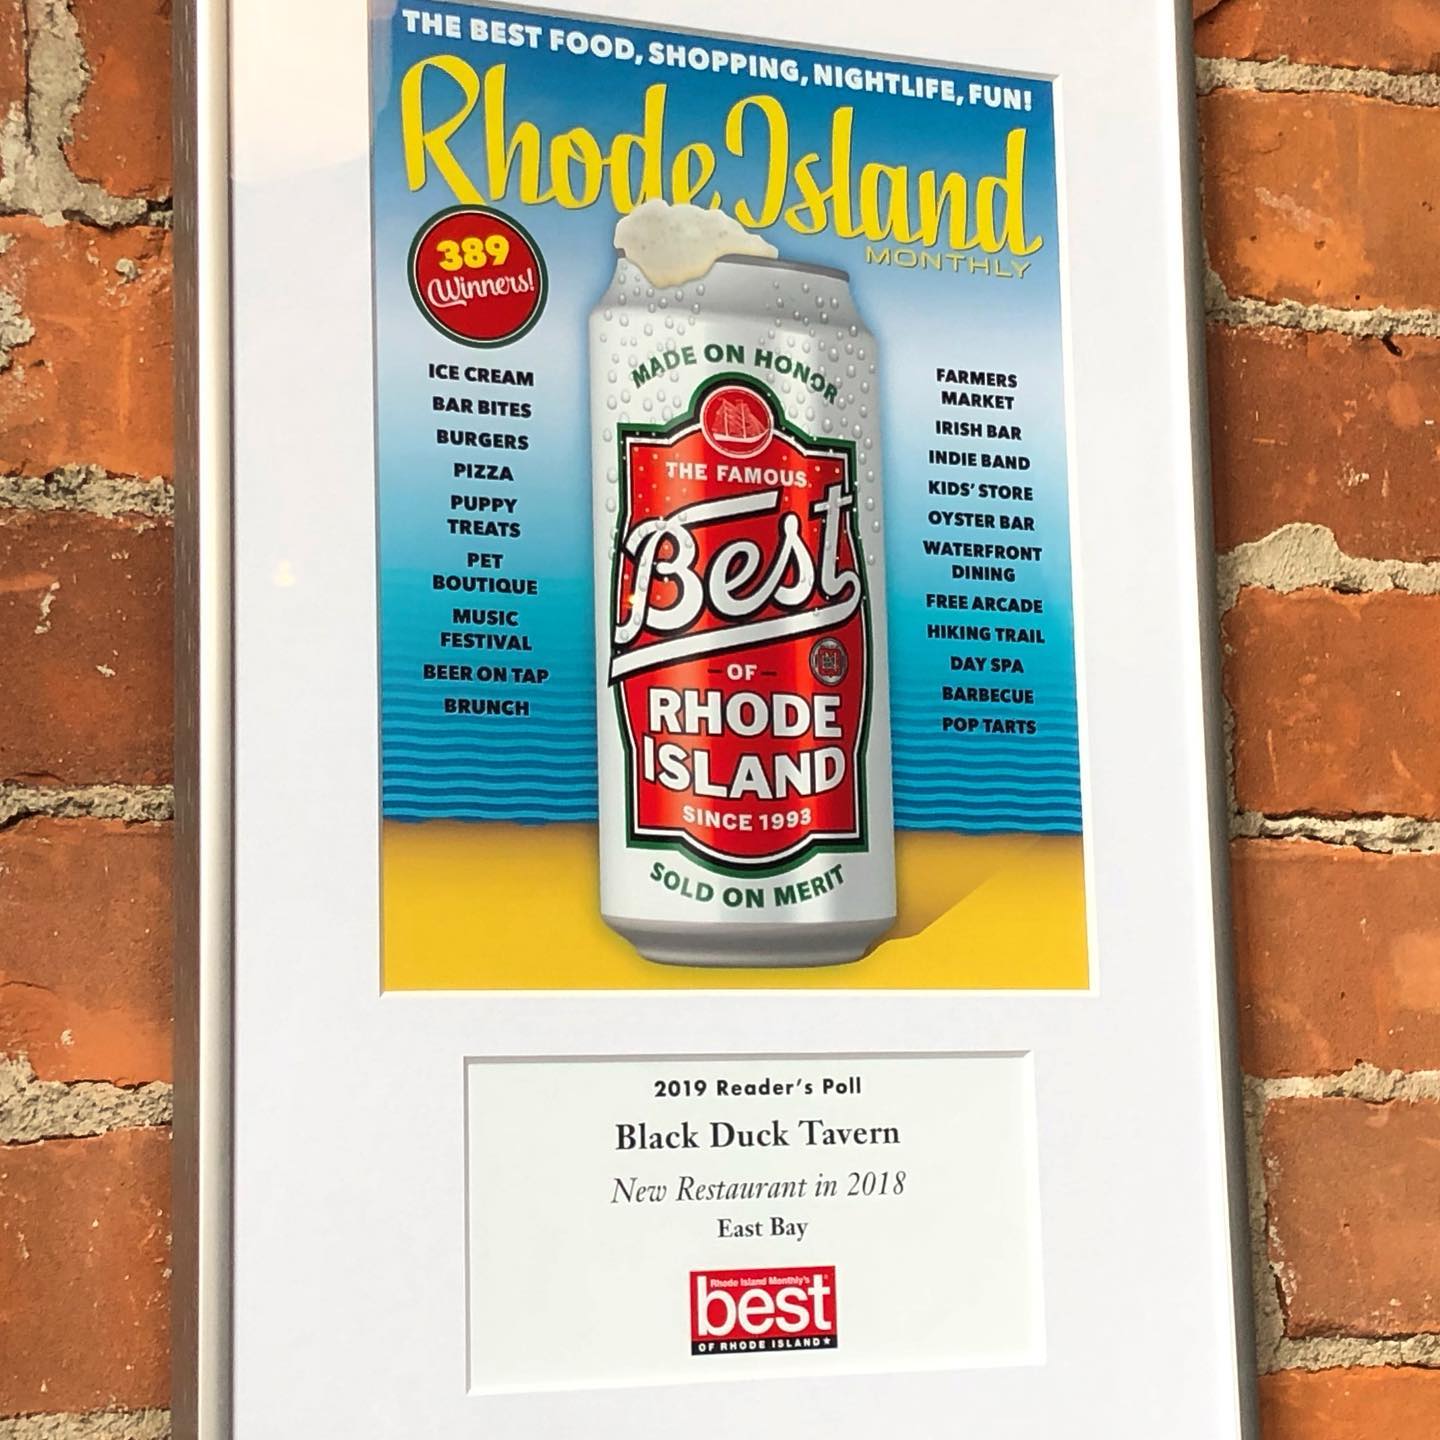 THE BEST FOOD, SHOPPING, NIGHTLIFE, FUN!
Rhode Island
MONTHLY
389
Winners!
ICE CREAM
BAR BITES
BURGERS
PIZZA
PUPPY
TREATS
PET
BOUTIQUE
MUSIC
FESTIVAL
BEER ON TAP
BRUNCH
MADE ON HONOR
THE FAMOUS
Best
OF
RHODE
ISLAND
SINCE 1993
SOLD ON MERIT
FARMERS
MARKET
IRISH BAR
INDIE BAND
KIDS' STORE
OYSTER BAR
WATERFRONT
DINING
FREE ARCADE
HIKING TRAIL
DAY SPA
BARBECUE
POP TARTS
2019 Reader's Poll
Black Duck Tavern
New Restaurant in 2018
East Bay
Rhode Island Monthly's
best
OF RHODE ISLAND★